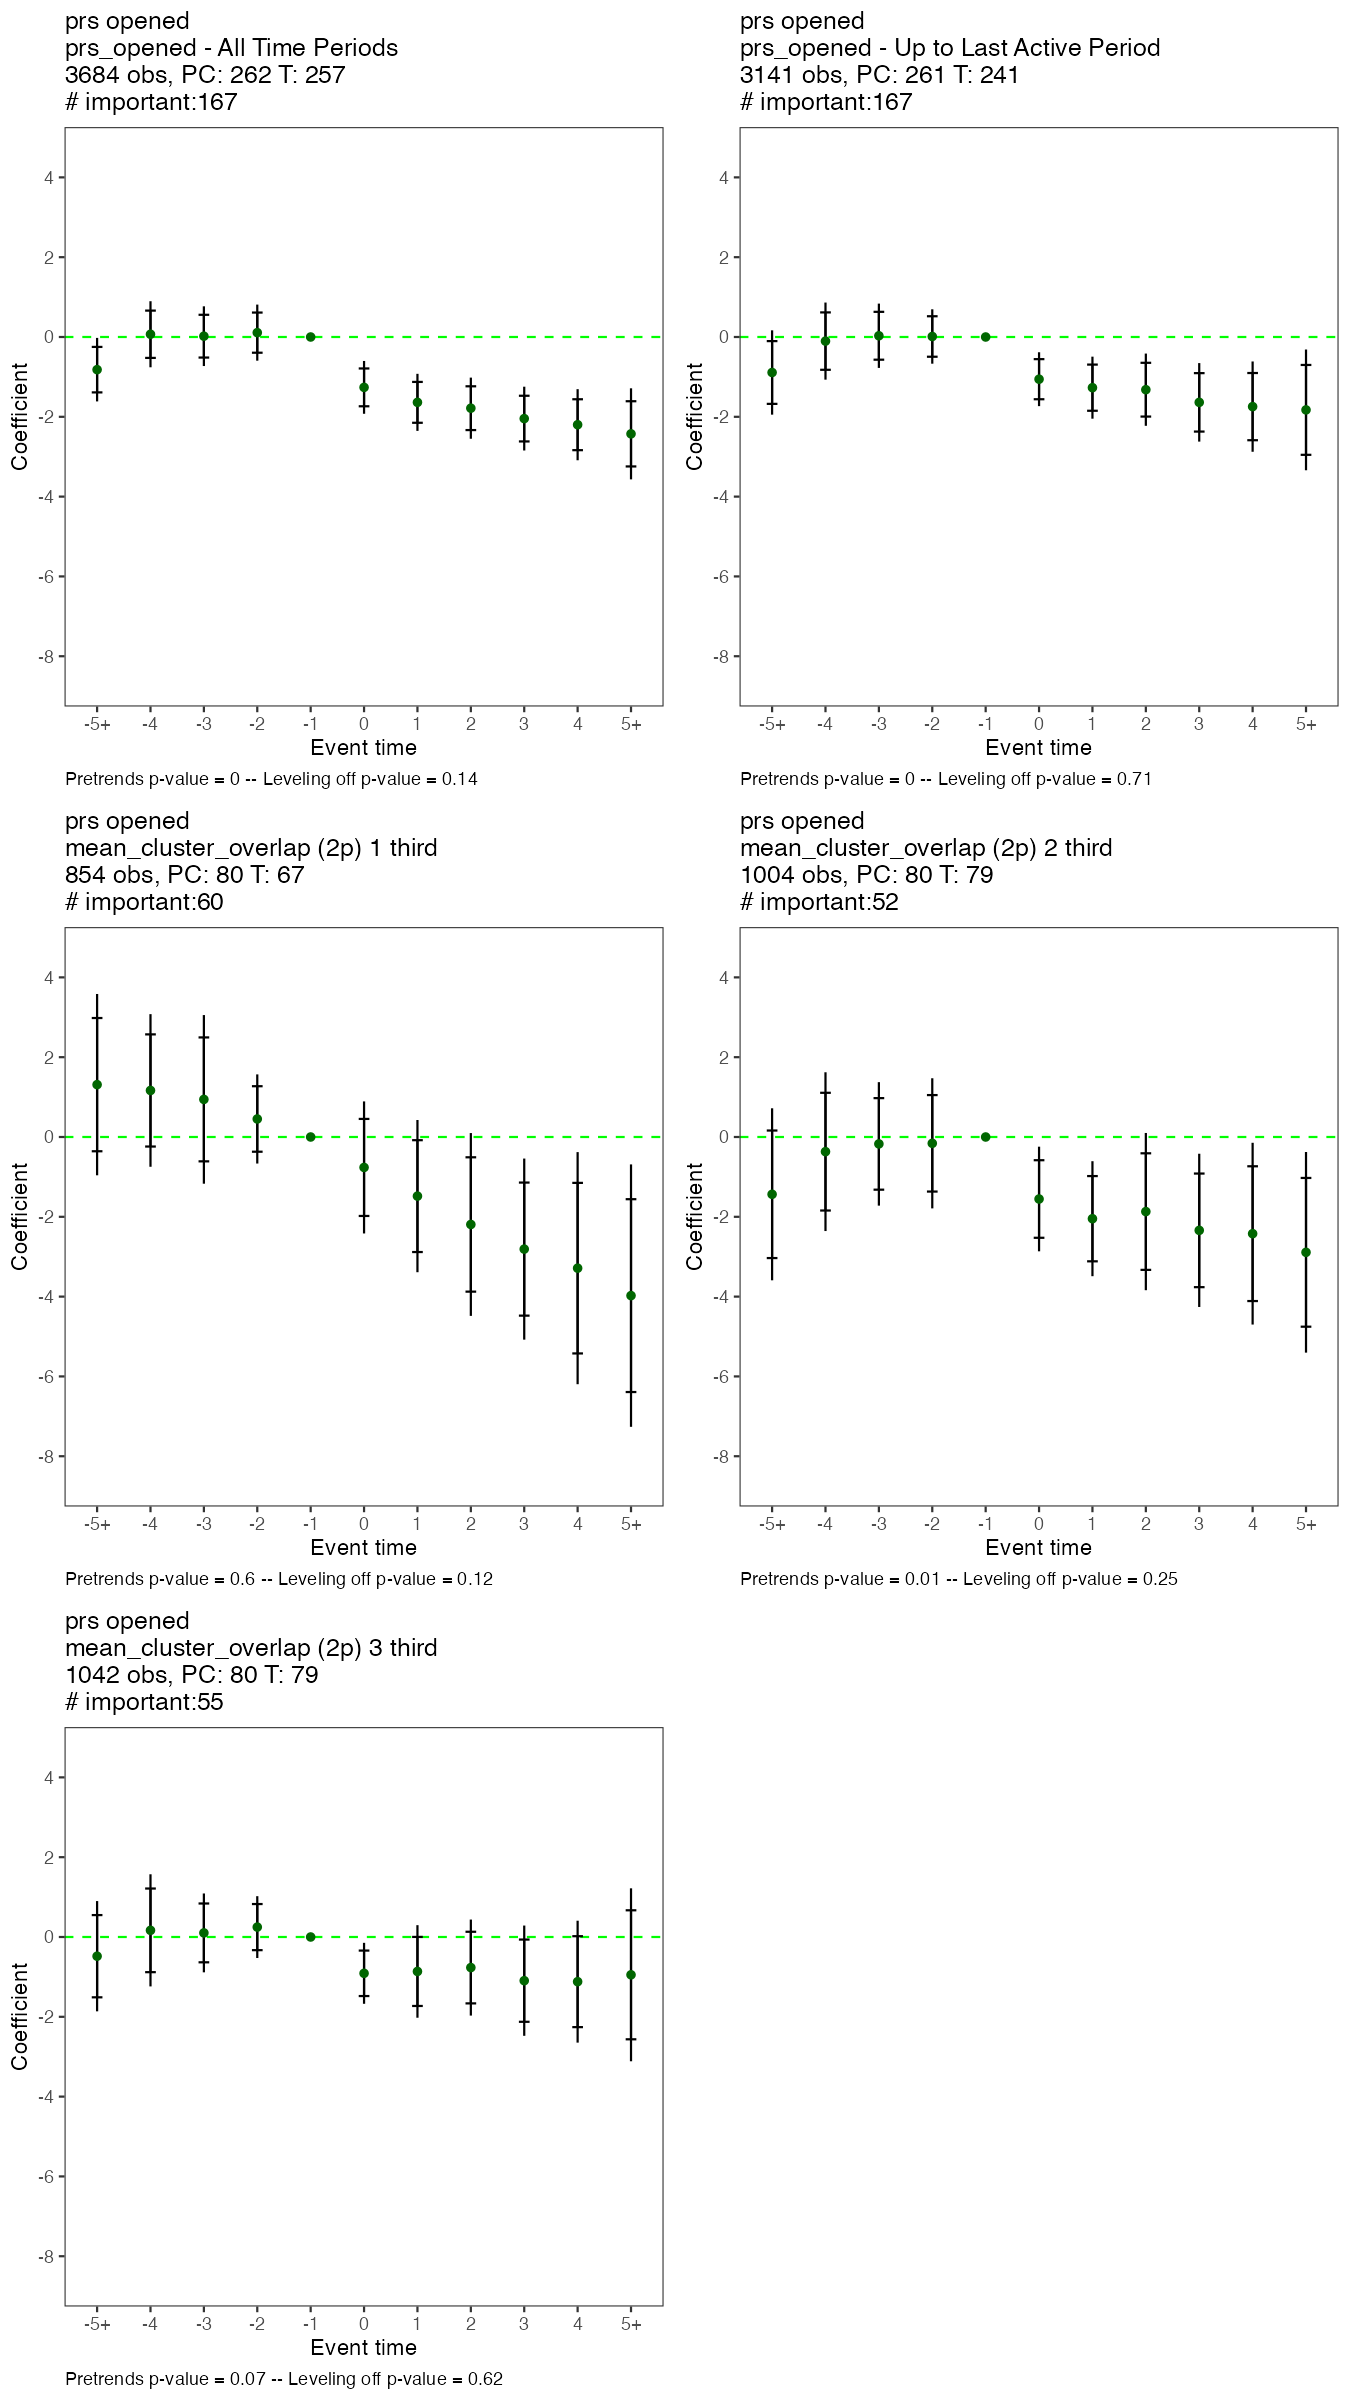 prs opened
prs_opened - All Time Periods
3684 obs, PC: 262 T: 257
# important:167
4
2
0
-2
-4
-6
-8
Coefficient
-5+ -4 -3 -2 -1 0 1 2 3 4 5+
Event time
Pretrends p-value = 0 -- Leveling off p-value = 0.14
prs opened
prs_opened - Up to Last Active Period
3141 obs, PC: 261 T: 241
# important:167
4
2
0
-2
-4
-6
-8
Coefficient
-5+ -4 -3 -2 -1 0 1 2 3 4 5+
Event time
Pretrends p-value = 0 -- Leveling off p-value = 0.71
prs opened
mean_cluster_overlap (2p) 1 third
854 obs, PC: 80 T: 67
# important:60
4
2
0
-2
-4
-6
-8
Coefficient
-5+ -4 -3 -2 -1 0 1 2 3 4 5+
Event time
Pretrends p-value = 0.6 -- Leveling off p-value = 0.12
prs opened
mean_cluster_overlap (2p) 2 third
1004 obs, PC: 80 T: 79
# important:52
4
2
0
-2
-4
-6
-8
Coefficient
-5+ -4 -3 -2 -1 0 1 2 3 4 5+
Event time
Pretrends p-value = 0.01 -- Leveling off p-value = 0.25
prs opened
mean_cluster_overlap (2p) 3 third
1042 obs, PC: 80 T: 79
# important:55
4
2
0
-2
-4
-6
-8
Coefficient
-5+ -4 -3 -2 -1 0 1 2 3 4 5+
Event time
Pretrends p-value = 0.07 -- Leveling off p-value = 0.62